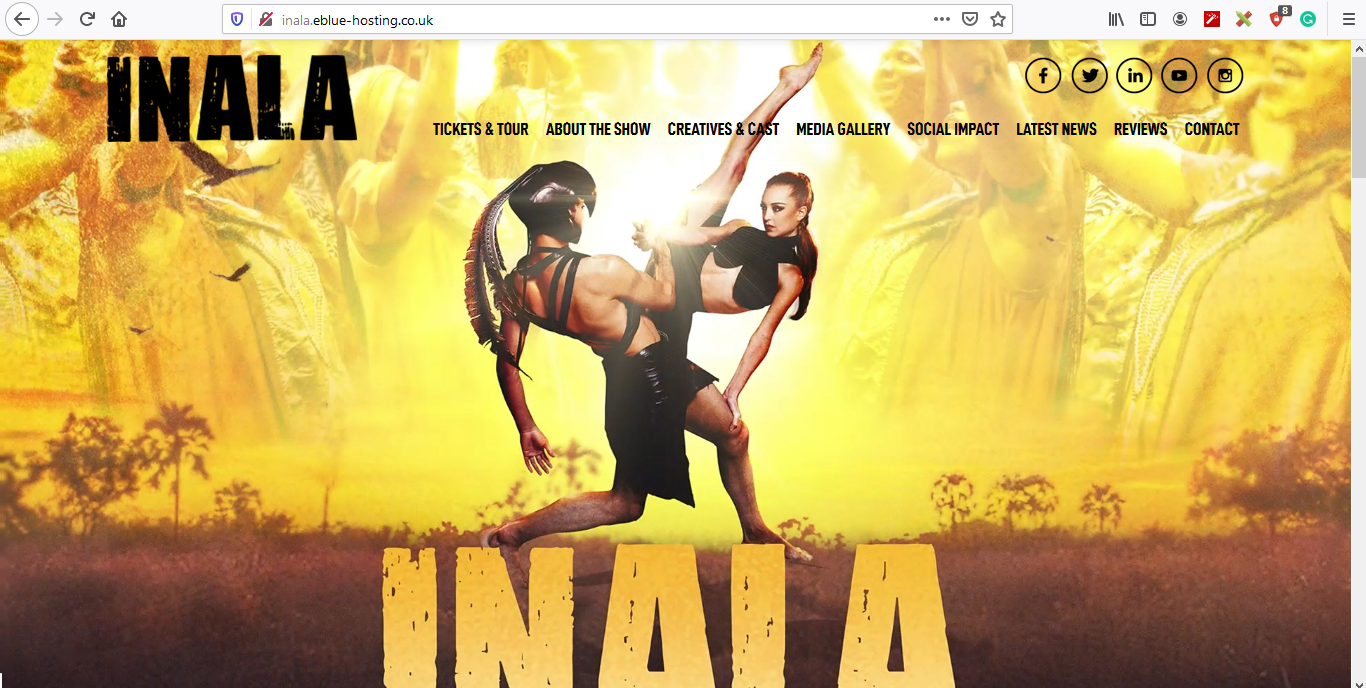 inala.eblue-hosting.co.uk
8
INALA
TICKETS & TOUR ABOUT THE SHOW CREATIVES & CAST MEDIA GALLERY SOCIAL IMPACT LATEST NEWS REVIEWS CONTACT
INALA